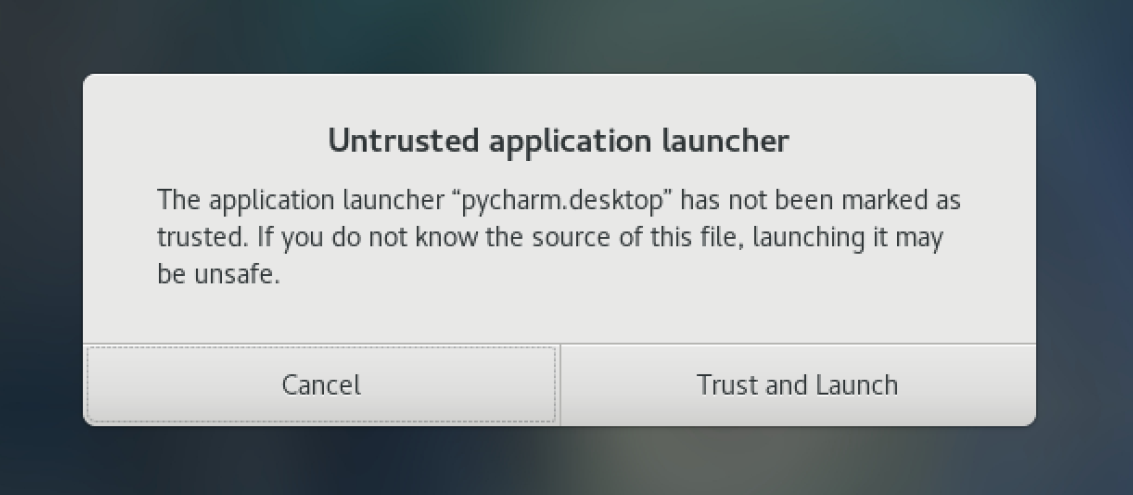 Untrusted application launcher
The application launcher “pycharm.desktop” has not been marked as
trusted. If you do not know the source of this file, launching it may
be unsafe.
Cancel
Trust and Launch